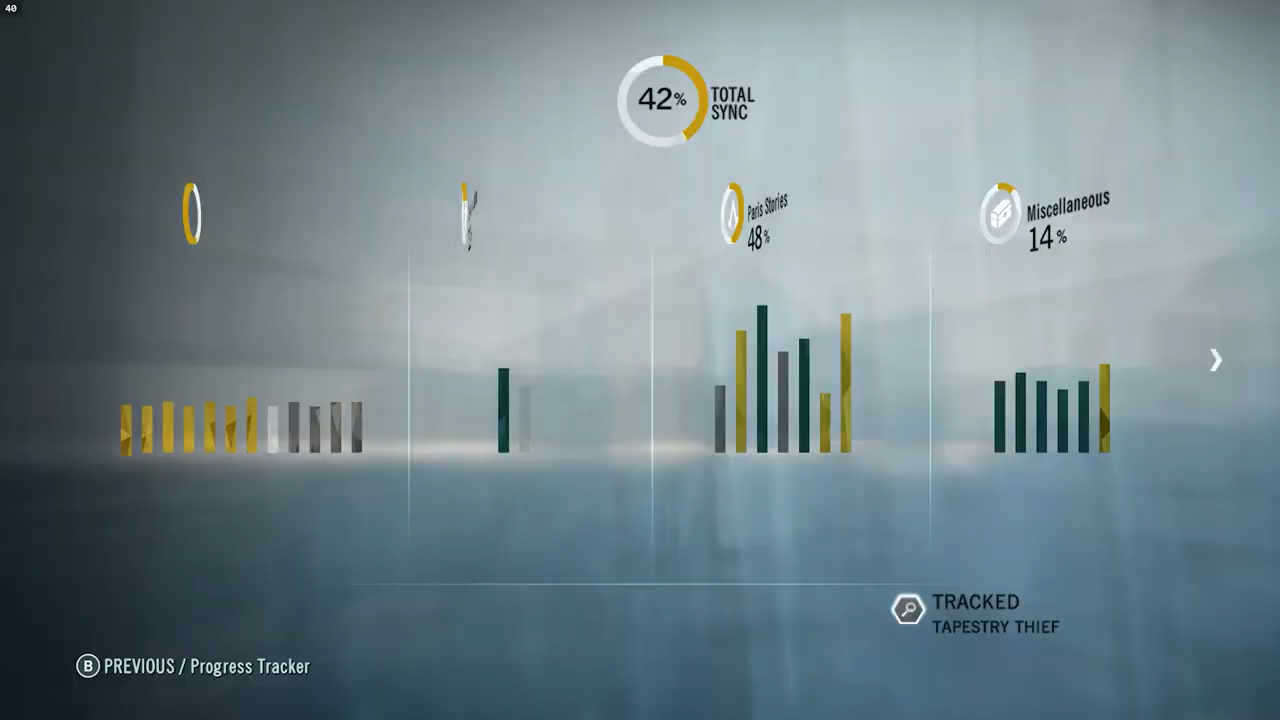 40
42%
TOTAL
SYNC
Paris Stories
48%
Miscellaneous
14%
TRACKED
TAPESTRY THIEF
B PREVIOUS / Progress Tracker